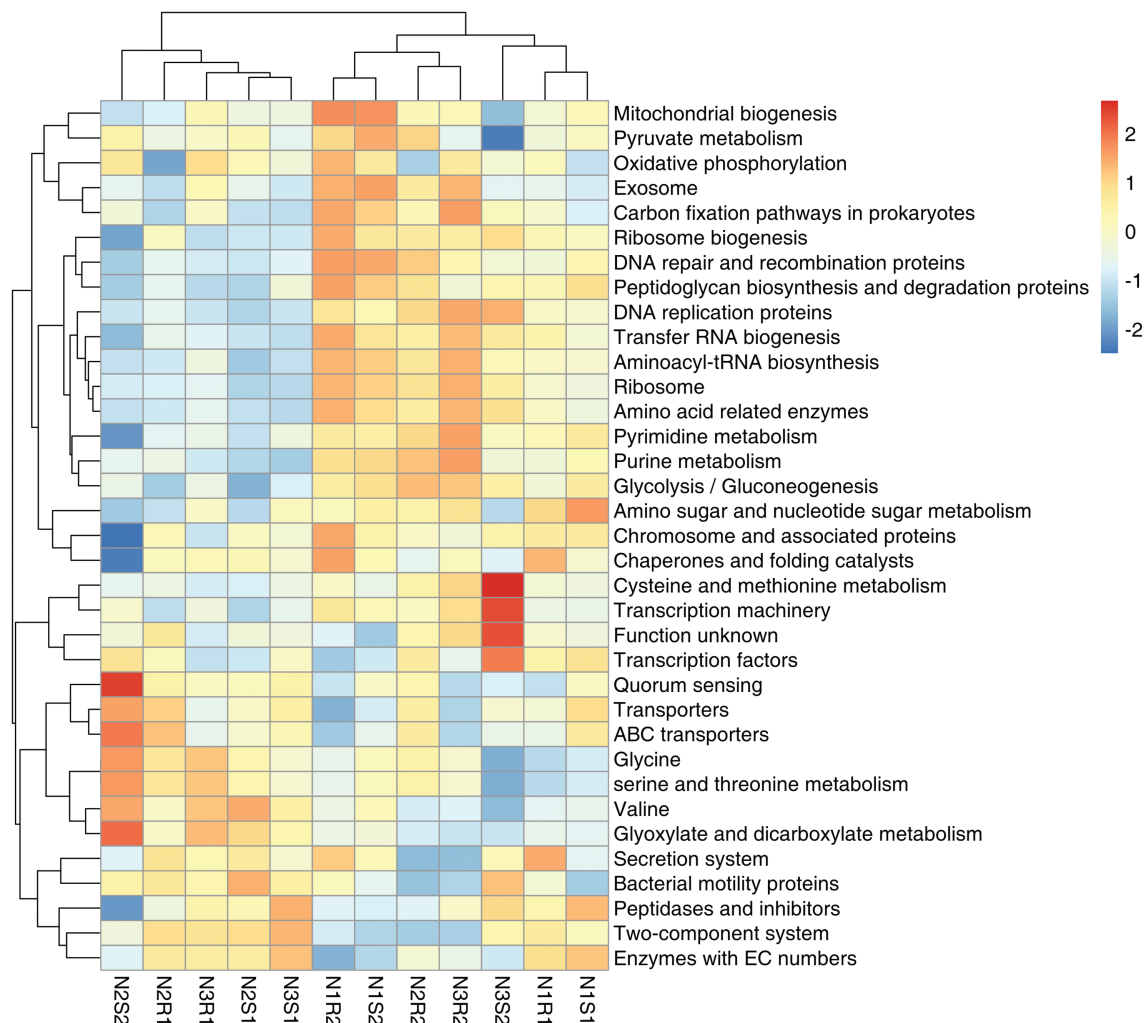 Mitochondrial biogenesis
Pyruvate metabolism
Oxidative phosphorylation
Exosome
Carbon fixation pathways in prokaryotes
Ribosome biogenesis
DNA repair and recombination proteins
Peptidoglycan biosynthesis and degradation proteins
DNA replication proteins
Transfer RNA biogenesis
Aminoacyl-tRNA biosynthesis
Ribosome
Amino acid related enzymes
Pyrimidine metabolism
Purine metabolism
Glycolysis / Gluconeogenesis
Amino sugar and nucleotide sugar metabolism
Chromosome and associated proteins
Chaperones and folding catalysts
Cysteine and methionine metabolism
Transcription machinery
Function unknown
Transcription factors
Quorum sensing
Transporters
ABC transporters
Glycine
serine and threonine metabolism
Valine
Glyoxylate and dicarboxylate metabolism
Secretion system
Bacterial motility proteins
Peptidases and inhibitors
Two-component system
Enzymes with EC numbers
2
1
0
-1
-2
N2S2
N2R1
N3R1
N2S1
N3S1
N1R2
N1S2
N2R2
N3R2
N3S2
N1R1
N1S1